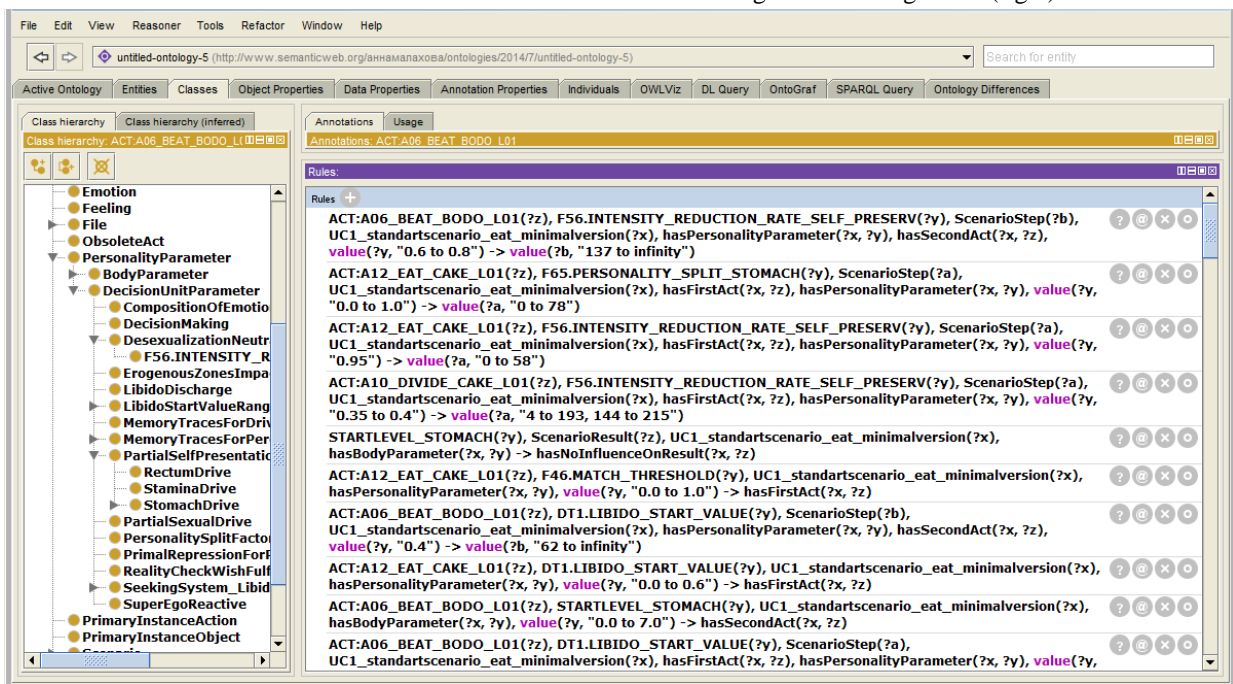 File Edit View Reasoner Tools Refactor Window Help
untitled-ontology-5 (http://www.semanticweb.org/аннамалахова/ontologies/2014/7/untitled-ontology-5)
Search for entity
Active Ontology Entities Classes Object Properties Data Properties Annotation Properties Individuals OWLViz DL Query OntoGraf SPARQL Query Ontology Differences
Class hierarchy Class hierarchy (inferred)
Class hierarchy: ACT:A06_BEAT_BODO_L(
Emotion
Feeling
File
ObsoleteAct
PersonalityParameter
BodyParameter
DecisionUnitParameter
CompositionOfEmotio
DecisionMaking
DesexualizationNeutr
F56.INTENSITY_R
ErogenousZonesImpa
LibidoDischarge
LibidoStartValueRang
MemoryTracesForDriv
MemoryTracesForPer
PartialSelfPresentatic
RectumDrive
StaminaDrive
StomachDrive
PartialSexualDrive
PersonalitySplitFacto
PrimalRepressionForF
RealityCheckWishFulf
SeekingSystem_Libid
SuperEgoReactive
PrimaryInstanceAction
PrimaryInstanceObject
Scenario
Annotations Usage
Annotations: ACT:A06_BEAT_BODO_L01
Rules:
Rules
ACT:A06_BEAT_BODO_L01(?z), F56.INTENSITY_REDUCTION_RATE_SELF_PRESERV(?y), ScenarioStep(?b),
UC1_standartscenario_eat_minimalversion(?x), hasPersonalityParameter(?x, ?y), hasSecondAct(?x, ?z),
value(?y, "0.6 to 0.8") -> value(?b, "137 to infinity")
ACT:A12_EAT_CAKE_L01(?z), F65.PERSONALITY_SPLIT_STOMACH(?y), ScenarioStep(?a),
UC1_standartscenario_eat_minimalversion(?x), hasFirstAct(?x, ?z), hasPersonalityParameter(?x, ?y), value(?y,
"0.0 to 1.0") -> value(?a, "0 to 78")
ACT:A12_EAT_CAKE_L01(?z), F56.INTENSITY_REDUCTION_RATE_SELF_PRESERV(?y), ScenarioStep(?a),
UC1_standartscenario_eat_minimalversion(?x), hasFirstAct(?x, ?z), hasPersonalityParameter(?x, ?y), value(?y,
"0.95") -> value(?a, "0 to 58")
ACT:A10_DIVIDE_CAKE_L01(?z), F56.INTENSITY_REDUCTION_RATE_SELF_PRESERV(?y), ScenarioStep(?a),
UC1_standartscenario_eat_minimalversion(?x), hasFirstAct(?x, ?z), hasPersonalityParameter(?x, ?y), value(?y,
"0.35 to 0.4") -> value(?a, "4 to 193, 144 to 215")
STARTLEVEL_STOMACH(?y), ScenarioResult(?z), UC1_standartscenario_eat_minimalversion(?x),
hasBodyParameter(?x, ?y) -> hasNoInfluenceOnResult(?x, ?z)
ACT:A12_EAT_CAKE_L01(?z), F46.MATCH_THRESHOLD(?y), UC1_standartscenario_eat_minimalversion(?x),
hasPersonalityParameter(?x, ?y), value(?y, "0.0 to 1.0") -> hasFirstAct(?x, ?z)
ACT:A06_BEAT_BODO_L01(?z), DT1.LIBIDO_START_VALUE(?y), ScenarioStep(?b),
UC1_standartscenario_eat_minimalversion(?x), hasPersonalityParameter(?x, ?y), hasSecondAct(?x, ?z),
value(?y, "0.4") -> value(?b, "62 to infinity")
ACT:A12_EAT_CAKE_L01(?z), DT1.LIBIDO_START_VALUE(?y), UC1_standartscenario_eat_minimalversion(?x),
hasPersonalityParameter(?x, ?y), value(?y, "0.0 to 0.6") -> hasFirstAct(?x, ?z)
ACT:A06_BEAT_BODO_L01(?z), STARTLEVEL_STOMACH(?y), UC1_standartscenario_eat_minimalversion(?x),
hasBodyParameter(?x, ?y), value(?y, "0.0 to 7.0") -> hasSecondAct(?x, ?z)
ACT:A06_BEAT_BODO_L01(?z), DT1.LIBIDO_START_VALUE(?y), ScenarioStep(?a),
UC1_standartscenario_eat_minimalversion(?x), hasFirstAct(?x, ?z), hasPersonalityParameter(?x, ?y), value(?y,